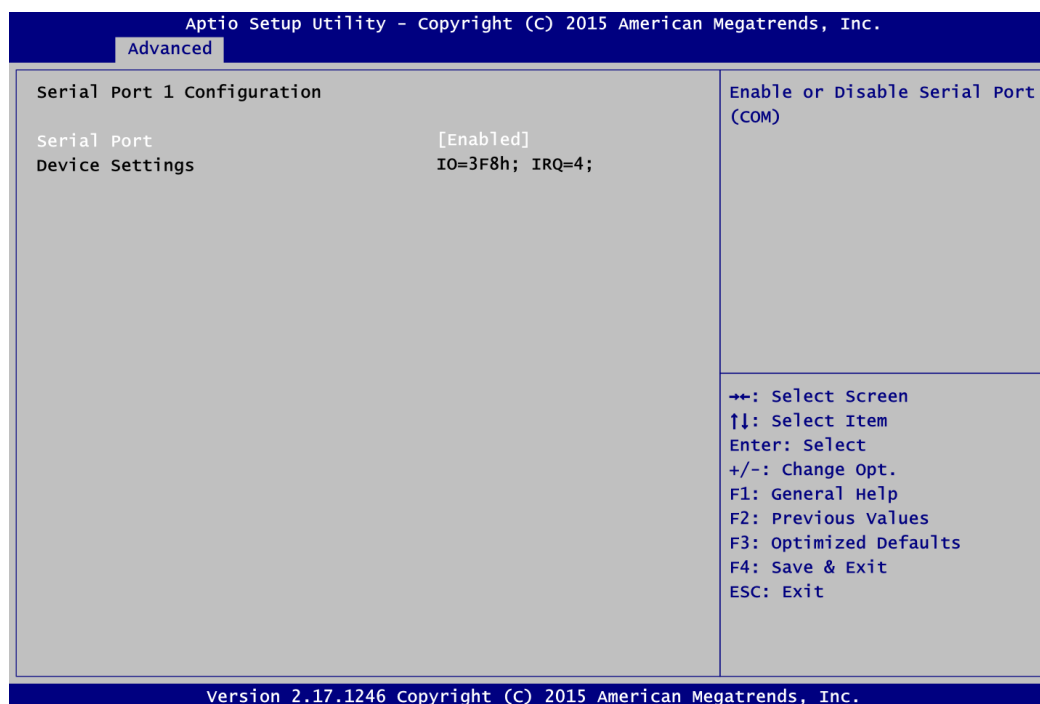 Aptio Setup Utility - Copyright (C) 2015 American Megatrends, Inc.
Advanced
Serial Port 1 Configuration
Serial Port [Enabled]
Device Settings IO=3F8h; IRQ=4;
Enable or Disable Serial Port
(COM)
→←: Select Screen
↑↓: Select Item
Enter: Select
+/-: Change Opt.
F1: General Help
F2: Previous Values
F3: Optimized Defaults
F4: Save & Exit
ESC: Exit
Version 2.17.1246 Copyright (C) 2015 American Megatrends, Inc.